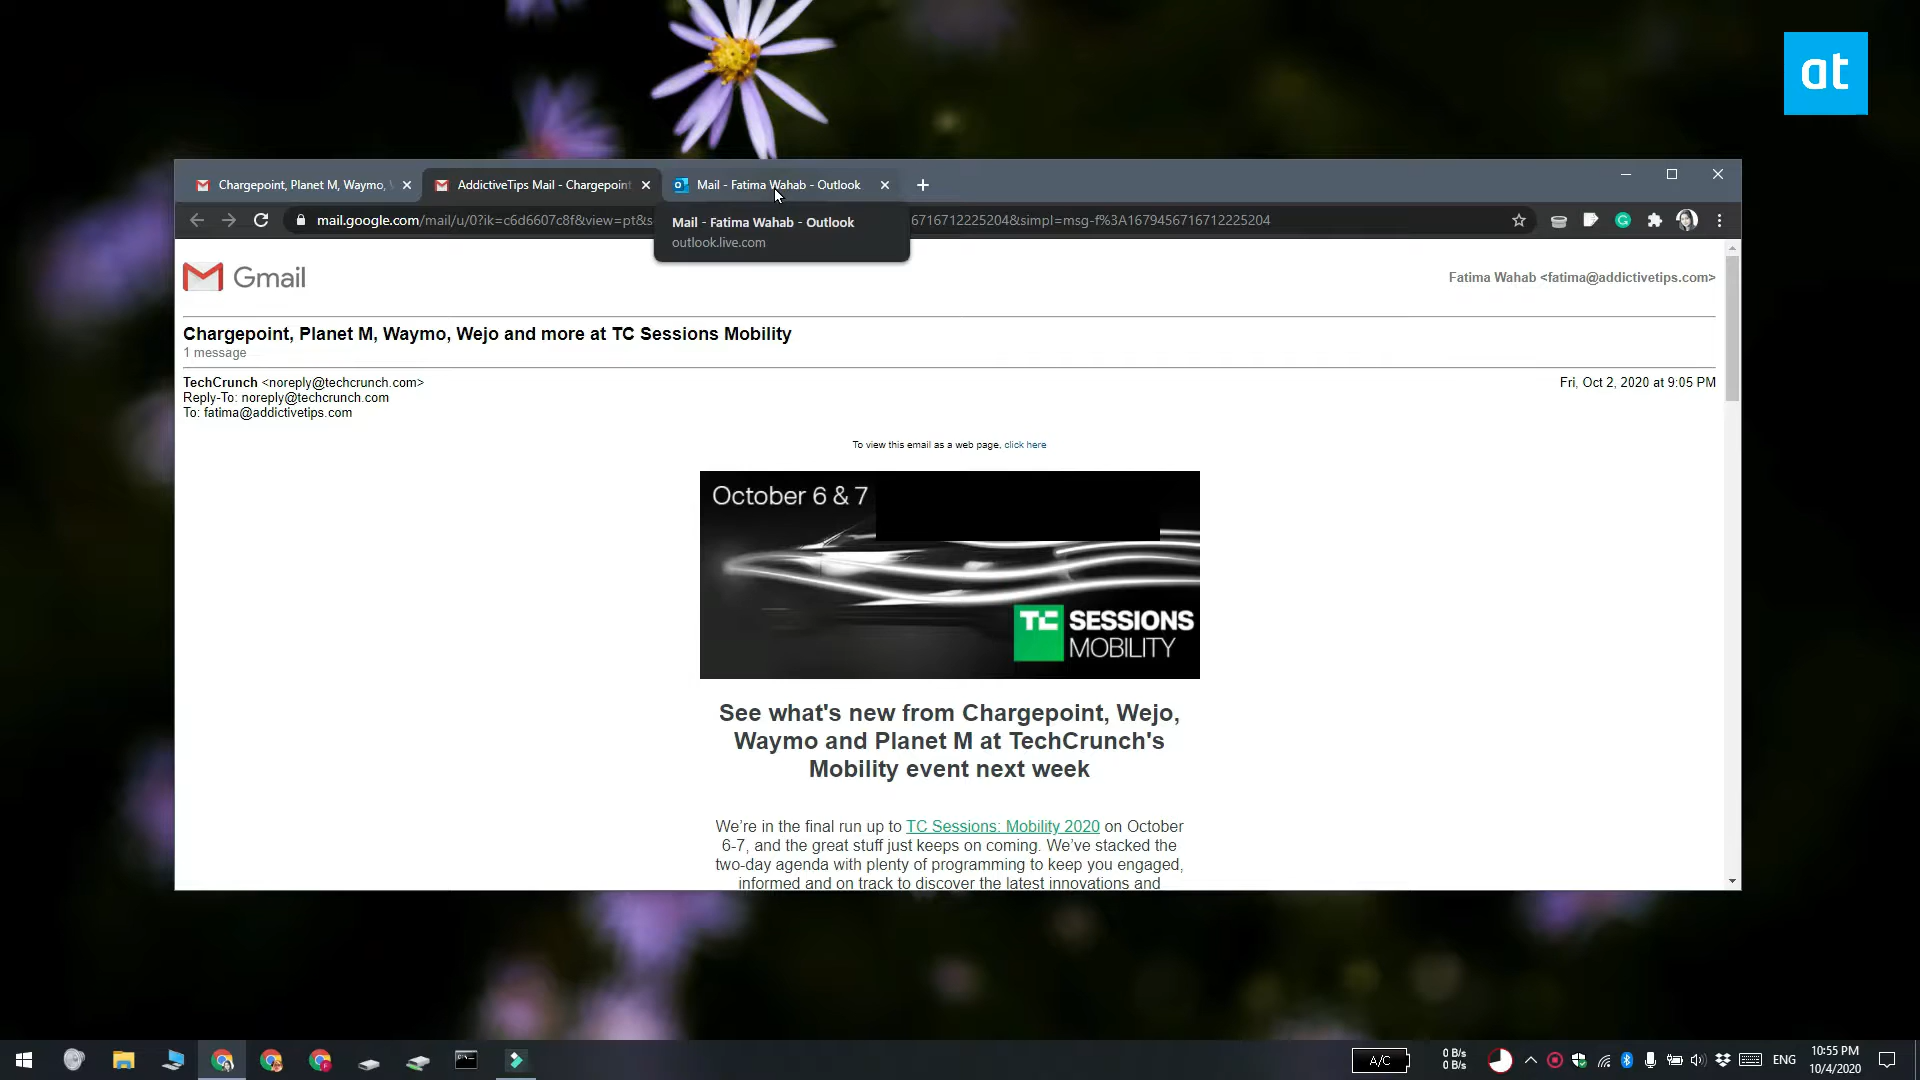 at
Chargepoint, Planet M, Waymo,
AddictiveTips Mail - Chargepoint
Mail - Fatima Wahab - Outlook
mail.google.com/mail/u/0?ik=c6d6607c8f&view=pt&s
6716712225204&simpl=msg-f%3A1679456716712225204
Mail - Fatima Wahab - Outlook
outlook.live.com
Gmail
Fatima Wahab <fatima@addictivetips.com>
Chargepoint, Planet M, Waymo, Wejo and more at TC Sessions Mobility
1 message
TechCrunch <noreply@techcrunch.com>
Fri, Oct 2, 2020 at 9:05 PM
Reply-To: noreply@techcrunch.com
To: fatima@addictivetips.com
To view this email as a web page, click here
October 6 & 7
TC SESSIONS
MOBILITY
See what's new from Chargepoint, Wejo,
Waymo and Planet M at TechCrunch's
Mobility event next week
We're in the final run up to TC Sessions: Mobility 2020 on October
6-7, and the great stuff just keeps on coming. We've stacked the
two-day agenda with plenty of programming to keep you engaged,
informed and on track to discover the latest innovations and
A/C
0 B/s
0 B/s
ENG
10:55 PM
10/4/2020